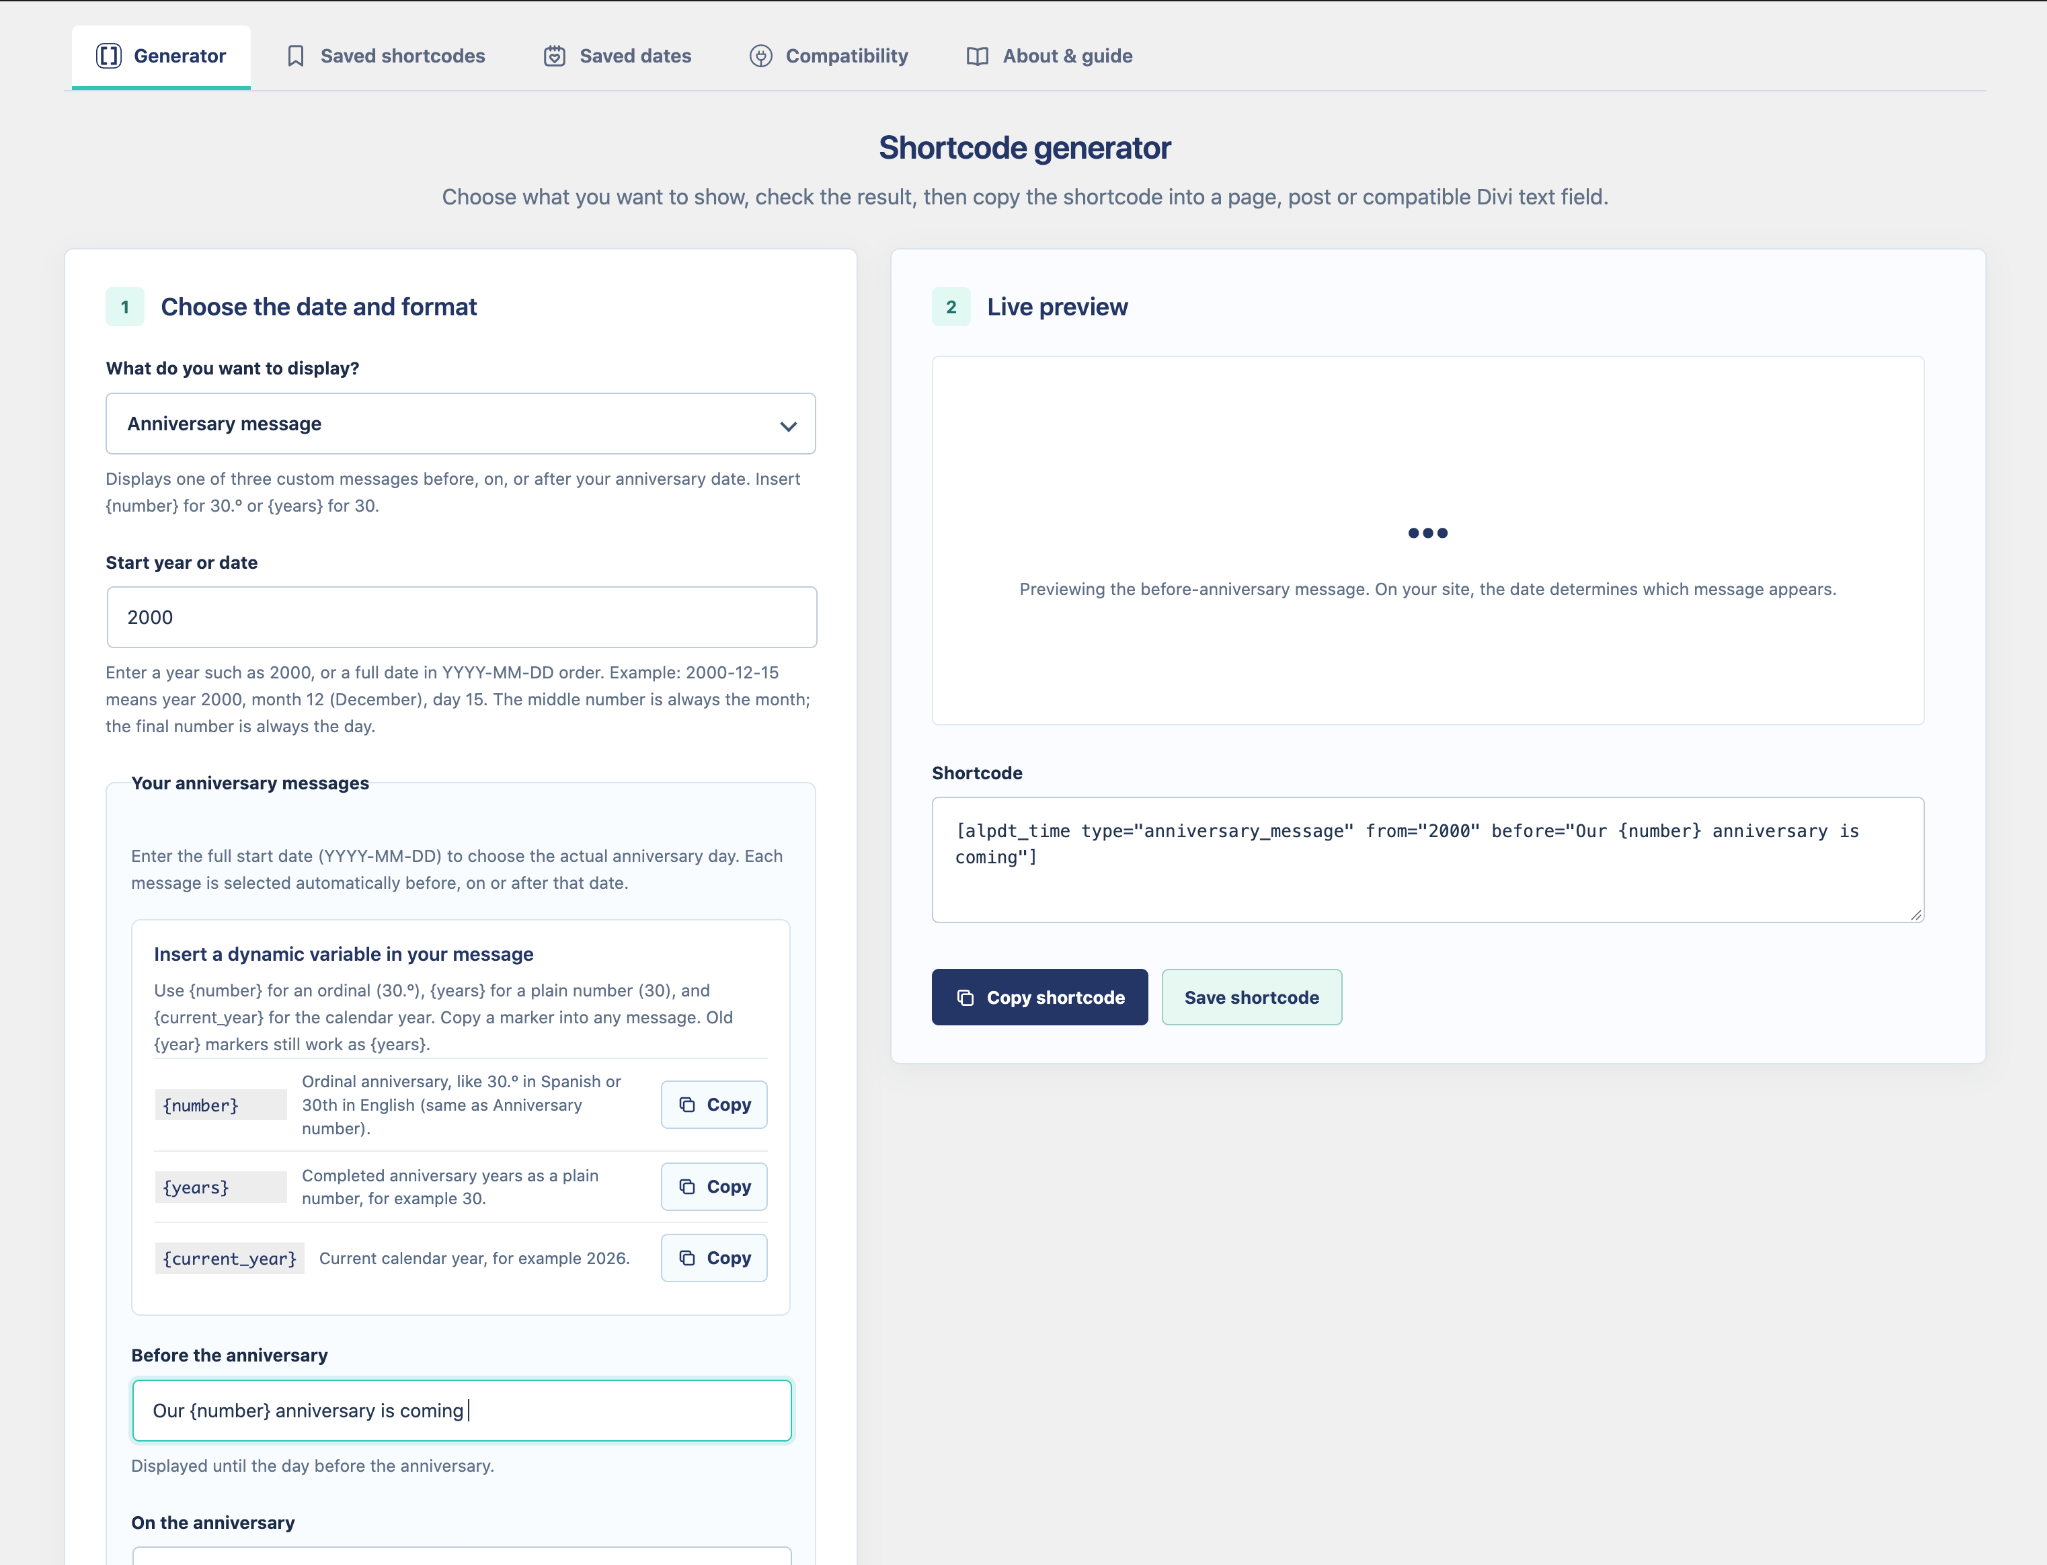 Generator
Saved shortcodes
Saved dates
Compatibility
About & guide
Shortcode generator
Choose what you want to show, check the result, then copy the shortcode into a page, post or compatible Divi text field.
1
Choose the date and format
What do you want to display?
Anniversary message
Displays one of three custom messages before, on, or after your anniversary date. Insert
{number} for 30.º or {years} for 30.
Start year or date
2000
Enter a year such as 2000, or a full date in YYYY-MM-DD order. Example: 2000-12-15
means year 2000, month 12 (December), day 15. The middle number is always the month;
the final number is always the day.
Your anniversary messages
Enter the full start date (YYYY-MM-DD) to choose the actual anniversary day. Each
message is selected automatically before, on or after that date.
Insert a dynamic variable in your message
Use {number} for an ordinal (30.º), {years} for a plain number (30), and
{current_year} for the calendar year. Copy a marker into any message. Old
{year} markers still work as {years}.
{number}
Ordinal anniversary, like 30.º in Spanish or
30th in English (same as Anniversary
number).
Copy
{years}
Completed anniversary years as a plain
number, for example 30.
Copy
{current_year}
Current calendar year, for example 2026.
Copy
Before the anniversary
Our {number} anniversary is coming
Displayed until the day before the anniversary.
On the anniversary
2
Live preview
•••
Previewing the before-anniversary message. On your site, the date determines which message appears.
Shortcode
[alpdt_time type="anniversary_message" from="2000" before="Our {number} anniversary is
coming"]
Copy shortcode
Save shortcode